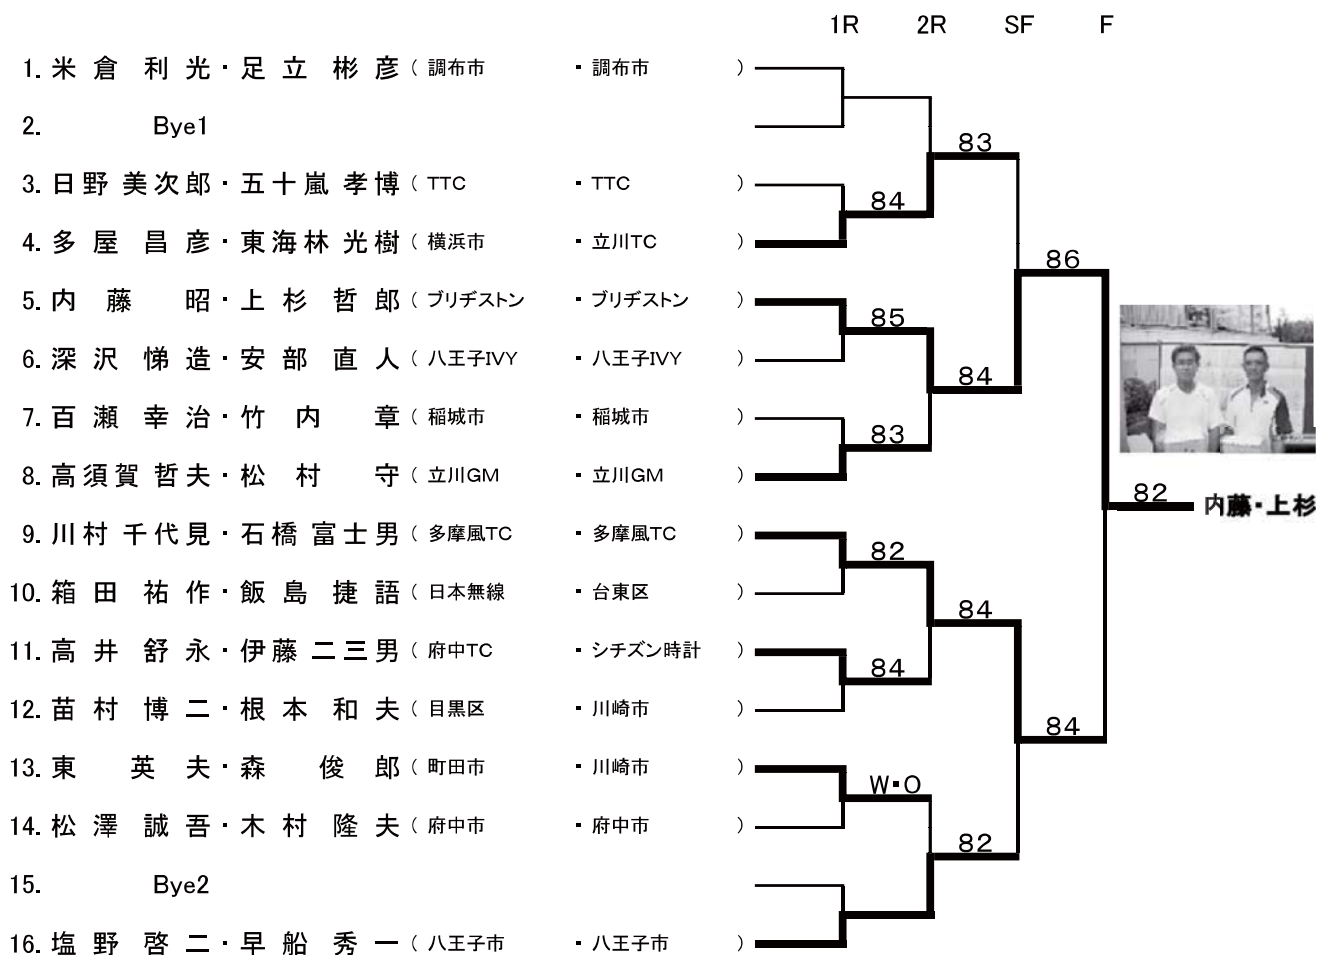 1R 2R SF F
1. 米倉 利光・足立 彬彦 ( 調布市 ・ 調布市 )
2. Bye1
83
3. 日野 美次郎・五十嵐 孝博 ( TTC ・ TTC )
84
4. 多屋 昌彦・東海林 光樹 ( 横浜市 ・ 立川TC )
86
5. 内藤 昭・上杉 哲郎 ( ブリヂストン ・ ブリヂストン )
85
6. 深沢 悌造・安部 直人 ( 八王子IVY ・ 八王子IVY )
84
7. 百瀬 幸治・竹内 章 ( 稲城市 ・ 稲城市 )
83
8. 高須賀 哲夫・松村 守 ( 立川GM ・ 立川GM )
82 内藤・上杉
9. 川村 千代見・石橋 富士男 ( 多摩風TC ・ 多摩風TC )
82
10. 箱田 祐作・飯島 捷語 ( 日本無線 ・ 台東区 )
84
11. 高井 舒永・伊藤 二三男 ( 府中TC ・ シチズン時計 )
84
12. 苗村 博二・根本 和夫 ( 目黒区 ・ 川崎市 )
84
13. 東 英夫・森 俊郎 ( 町田市 ・ 川崎市 )
W・O
14. 松澤 誠吾・木村 隆夫 ( 府中市 ・ 府中市 )
82
15. Bye2
16. 塩野 啓二・早船 秀一 ( 八王子市 ・ 八王子市 )